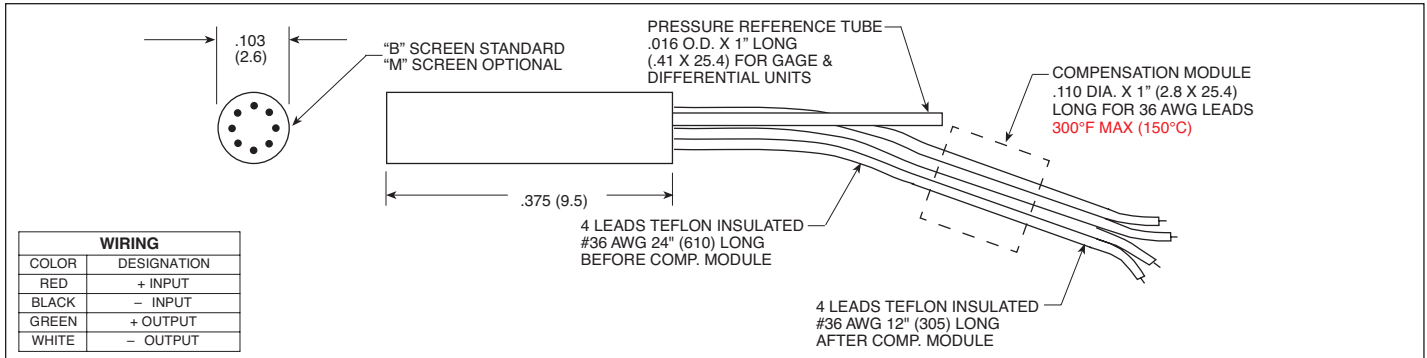 .103
(2.6)
“B” SCREEN STANDARD
“M” SCREEN OPTIONAL
PRESSURE REFERENCE TUBE
.016 O.D. X 1” LONG
(.41 X 25.4) FOR GAGE &
DIFFERENTIAL UNITS
COMPENSATION MODULE
.110 DIA. X 1” (2.8 X 25.4)
LONG FOR 36 AWG LEADS
300°F MAX (150°C)
.375 (9.5)
4 LEADS TEFLON INSULATED
#36 AWG 24" (610) LONG
BEFORE COMP. MODULE
4 LEADS TEFLON INSULATED
#36 AWG 12" (305) LONG
AFTER COMP. MODULE
WIRING
COLOR DESIGNATION
RED + INPUT
BLACK – INPUT
GREEN + OUTPUT
WHITE – OUTPUT